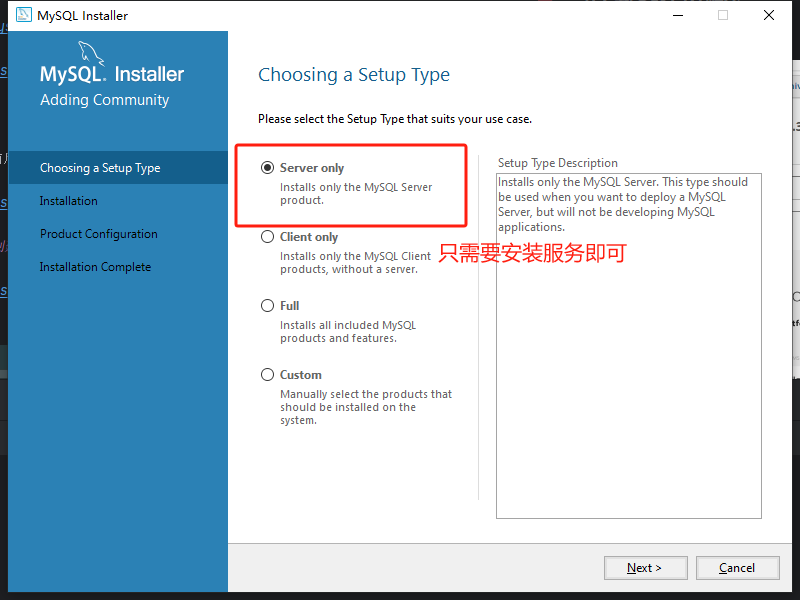 MySQL Installer
MySQL. Installer
Adding Community
Choosing a Setup Type
Installation
Product Configuration
Installation Complete
Choosing a Setup Type
Please select the Setup Type that suits your use case.
Server only
Installs only the MySQL Server
product.
Client only
Installs only the MySQL Client
products, without a server.
Full
Installs all included MySQL
products and features.
Custom
Manually select the products that
should be installed on the
system.
Setup Type Description
Installs only the MySQL Server. This type should
be used when you want to deploy a MySQL
Server, but will not be developing MySQL
applications.
只需要安装服务即可
Next >
Cancel